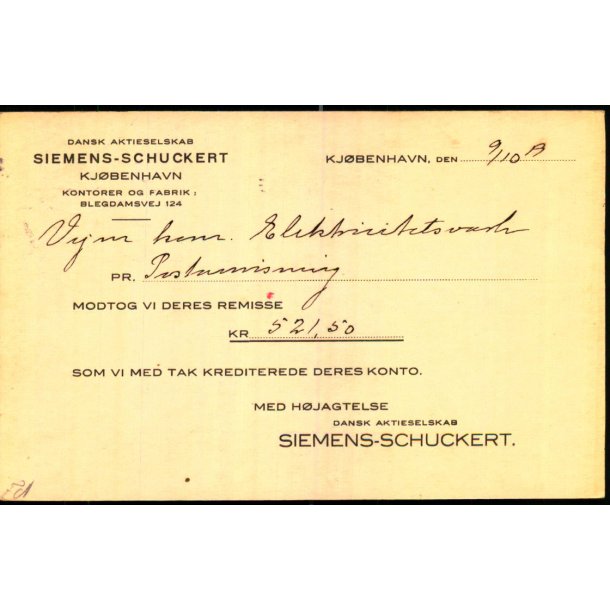 DANSK AKTIESELSKAB
SIEMENS-SCHUCKERT
KJØBENHAVN
KONTORER OG FABRIK:
BLEGDAMSVEJ 124
KJØBENHAVN, DEN 9/10 19
Vejen kom. Elektricitetsværk
PR. Postanvisning
MODTOG VI DERES REMISSE
KR 521,50
SOM VI MED TAK KREDITEREDE DERES KONTO.
MED HØJAGTELSE
DANSK AKTIESELSKAB
SIEMENS-SCHUCKERT.